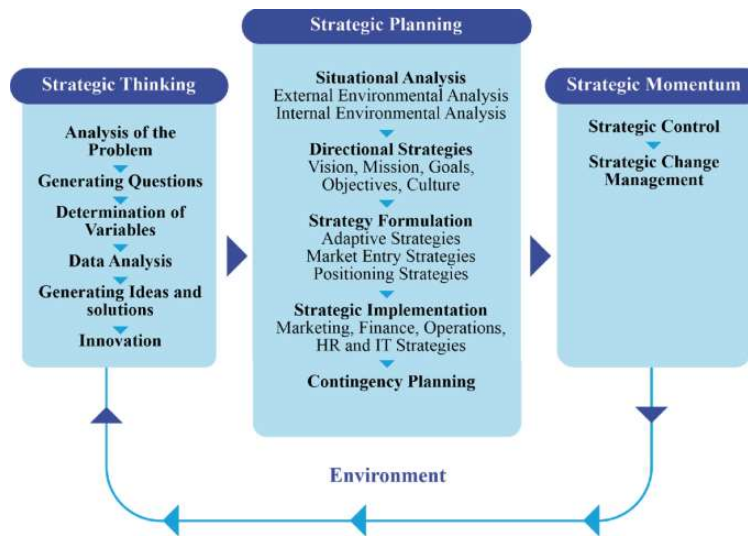 Strategic Thinking
Analysis of the
Problem
Generating Questions
Determination of
Variables
Data Analysis
Generating Ideas and
solutions
Innovation
Strategic Planning
Situational Analysis
External Environmental Analysis
Internal Environmental Analysis
Directional Strategies
Vision, Mission, Goals,
Objectives, Culture
Strategy Formulation
Adaptive Strategies
Market Entry Strategies
Positioning Strategies
Strategic Implementation
Marketing, Finance, Operations,
HR and IT Strategies
Contingency Planning
Strategic Momentum
Strategic Control
Strategic Change
Management
Environment